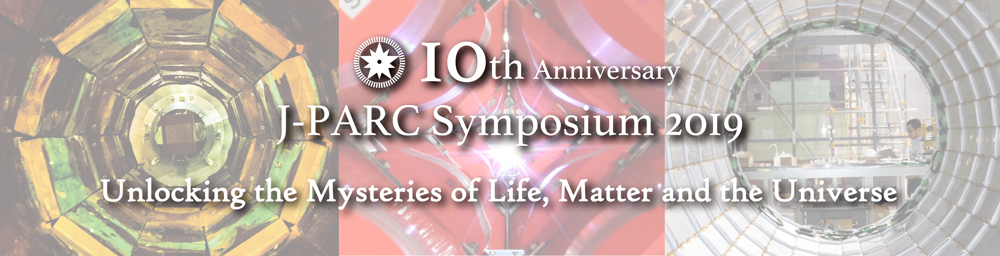 10th Anniversary
J-PARC Symposium 2019
Unlocking the Mysteries of Life, Matter and the Universe